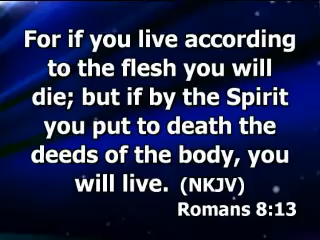 For if you live according
to the flesh you will
die; but if by the Spirit
you put to death the
deeds of the body, you
will live. (NKJV)
Romans 8:13